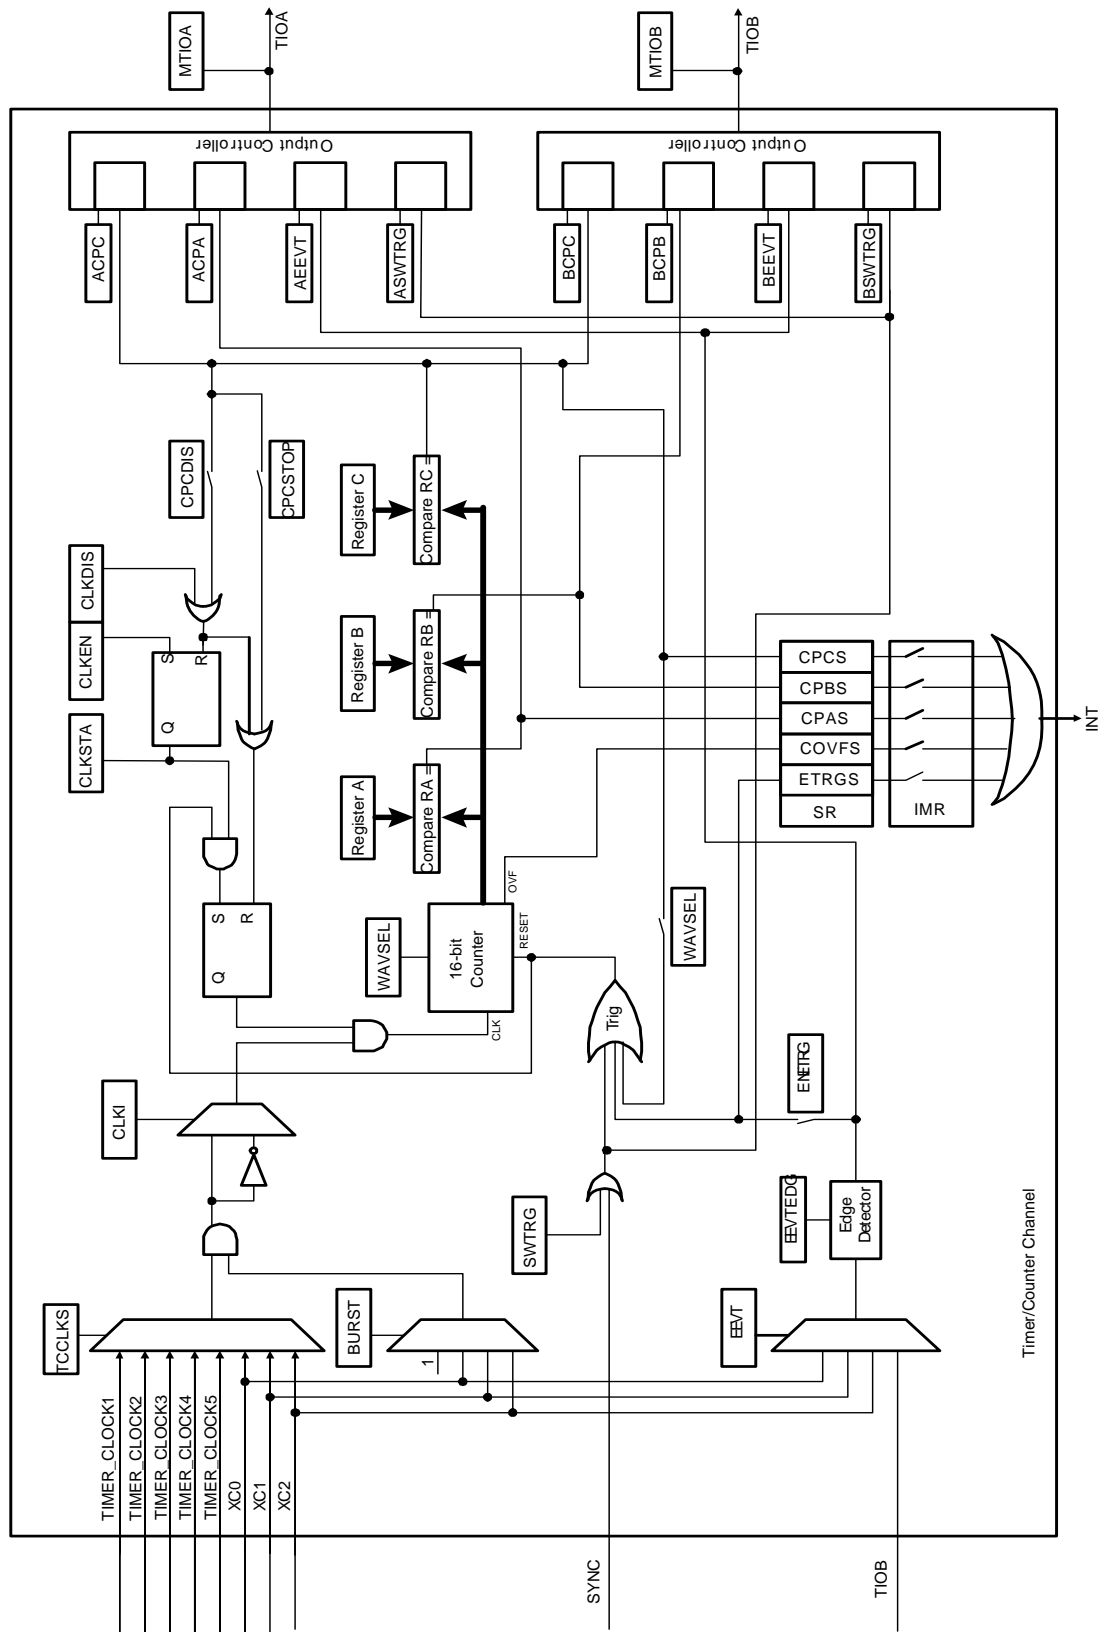 MTIOA
TIOA
MTIOB
TIOB
Output Controller
Output Controller
ACPC
ACPA
AEEVT
ASWTRG
BCPC
BCPB
BEEVT
BSWTRG
CPCDIS
CPCSTOP
Register C
Compare RC =
CLKDIS
CLKEN
S
R
Q
CLKSTA
Register B
Compare RB =
Register A
Compare RA =
CPCS
CPBS
CPAS
COVFS
ETRGS
SR
IMR
INT
S
R
Q
WAVSEL
16-bit
Counter
OVF
RESET
CLK
WAVSEL
Trig
ENETRG
CLKI
SWTRG
EEVTEDG
Edge
Detector
TCCLKS
BURST
1
EEVT
Timer/Counter Channel
TIMER_CLOCK1
TIMER_CLOCK2
TIMER_CLOCK3
TIMER_CLOCK4
TIMER_CLOCK5
XC0
XC1
XC2
SYNC
TIOB